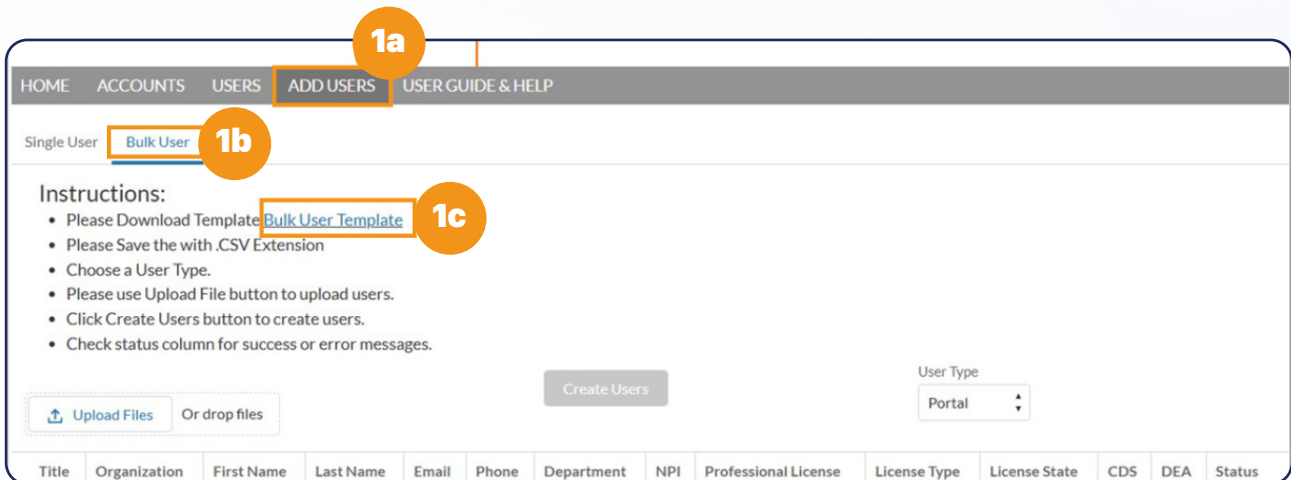 1a
HOME ACCOUNTS USERS ADD USERS USER GUIDE & HELP
Single User Bulk User 1b
Instructions:
• Please Download Template Bulk User Template 1c
• Please Save the with .CSV Extension
• Choose a User Type.
• Please use Upload File button to upload users.
• Click Create Users button to create users.
• Check status column for success or error messages.
User Type
Create Users
Portal
Upload Files Or drop files
Title Organization First Name Last Name Email Phone Department NPI Professional License License Type License State CDS DEA Status